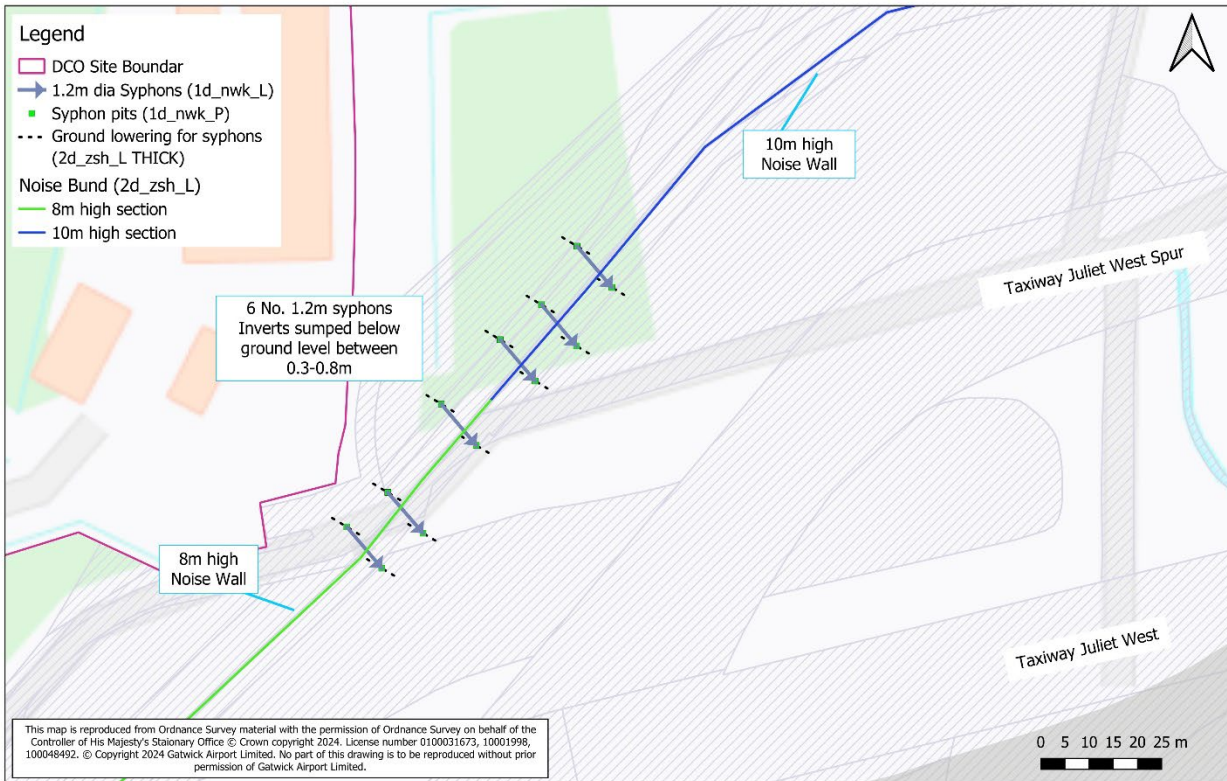 Legend
DCO Site Boundar
1.2m dia Syphons (1d_nwk_L)
Syphon pits (1d_nwk_P)
Ground lowering for syphons
(2d_zsh_L THICK)
Noise Bund (2d_zsh_L)
8m high section
10m high section
10m high
Noise Wall
Taxiway Juliet West Spur
6 No. 1.2m syphons
Inverts sumped below
ground level between
0.3-0.8m
8m high
Noise Wall
Taxiway Juliet West
This map is reproduced from Ordnance Survey material with the permission of Ordnance Survey on behalf of the
Controller of His Majesty's Staionary Office © Crown copyright 2024. License number 0100031673, 10001998,
100048492. © Copyright 2024 Gatwick Airport Limited. No part of this drawing is to be reproduced without prior
permission of Gatwick Airport Limited.
0 5 10 15 20 25 m